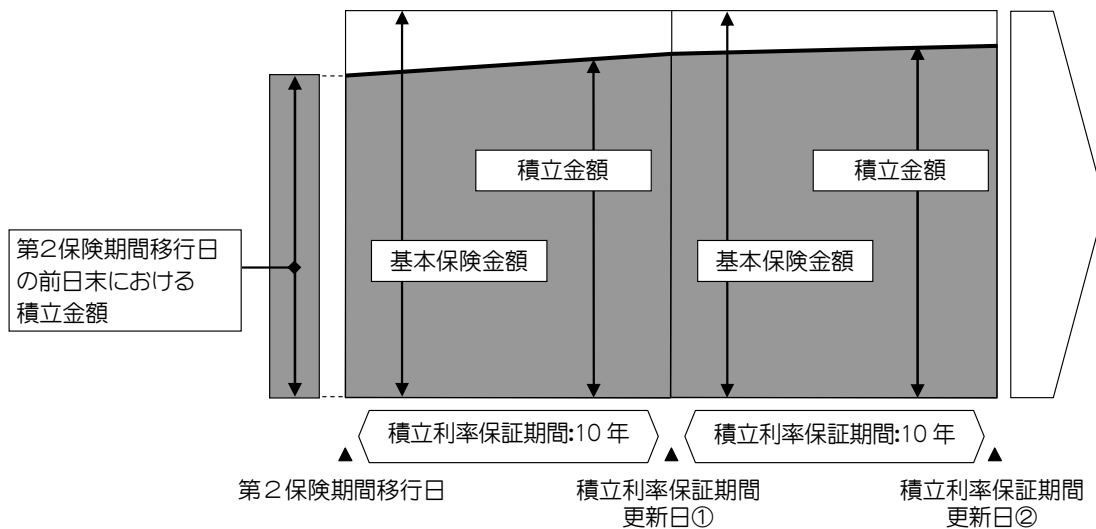 積立金額
積立金額
第2保険期間移行日
の前日末における
積立金額
基本保険金額
基本保険金額
積立利率保証期間:10年
積立利率保証期間:10年
第２保険期間移行日
積立利率保証期間
更新日①
積立利率保証期間
更新日②